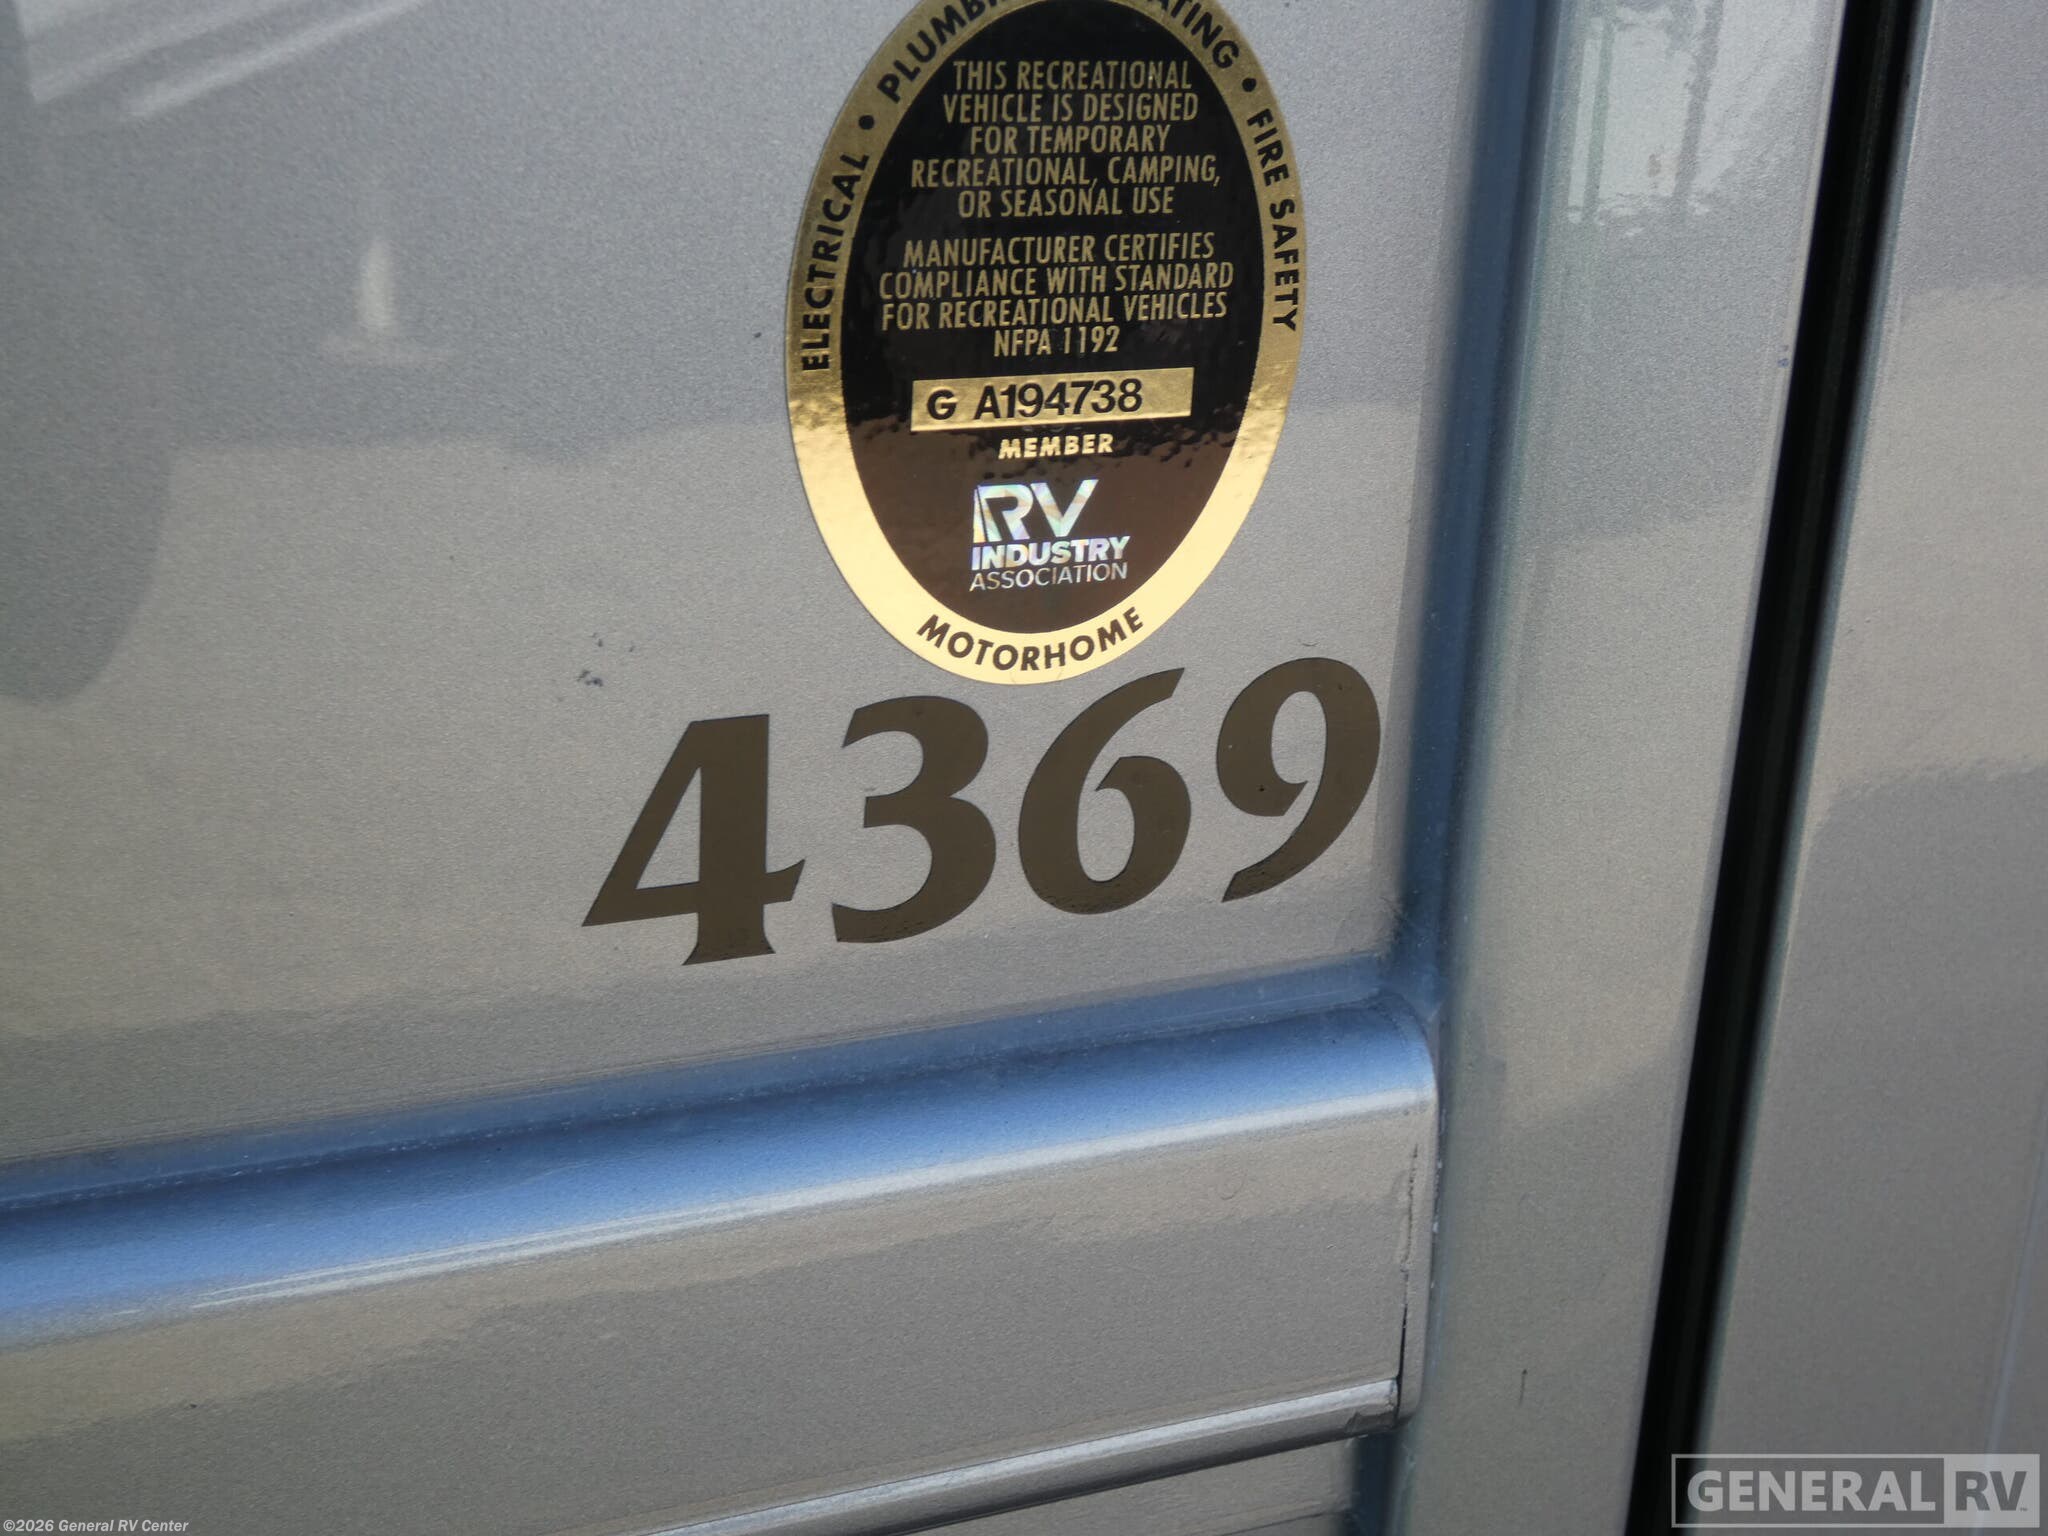 ELECTRICAL • PLUMBING • HEATING • FIRE SAFETY
THIS RECREATIONAL
VEHICLE IS DESIGNED
FOR TEMPORARY
RECREATIONAL, CAMPING,
OR SEASONAL USE
MANUFACTURER CERTIFIES
COMPLIANCE WITH STANDARD
FOR RECREATIONAL VEHICLES
NFPA 1192
G A194738
MEMBER
RV
INDUSTRY
ASSOCIATION
MOTORHOME
4369
GENERAL RV
©2026 General RV Center